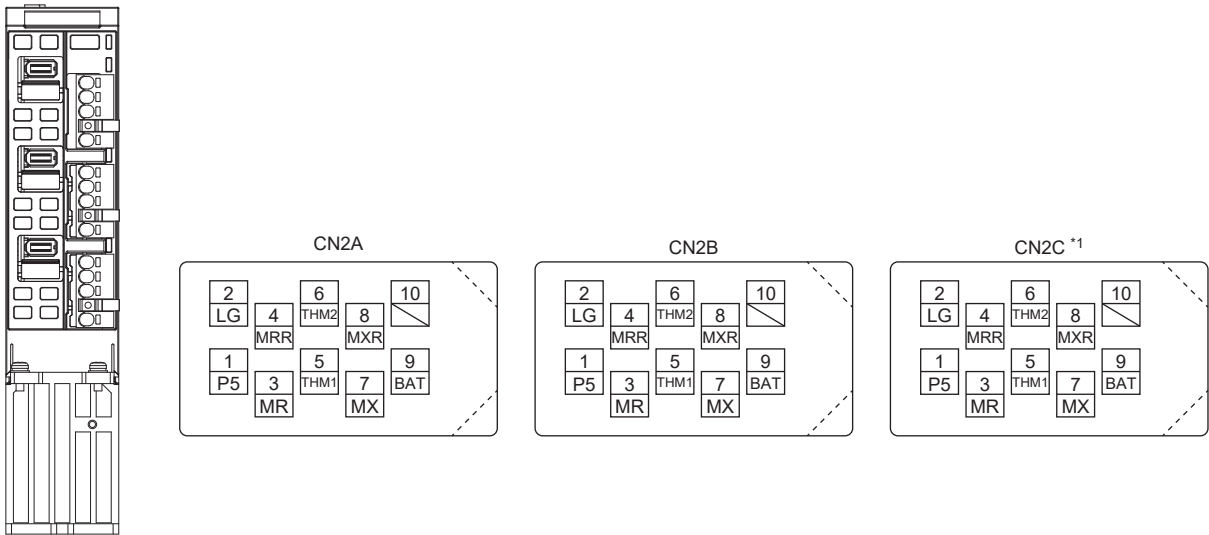 CN2A
2 6 10
LG 4 THM2 8
MRR MXR
1 5 9
P5 3 THM1 7 BAT
MR MX
CN2B
2 6 10
LG 4 THM2 8
MRR MXR
1 5 9
P5 3 THM1 7 BAT
MR MX
CN2C *1
2 6 10
LG 4 THM2 8
MRR MXR
1 5 9
P5 3 THM1 7 BAT
MR MX